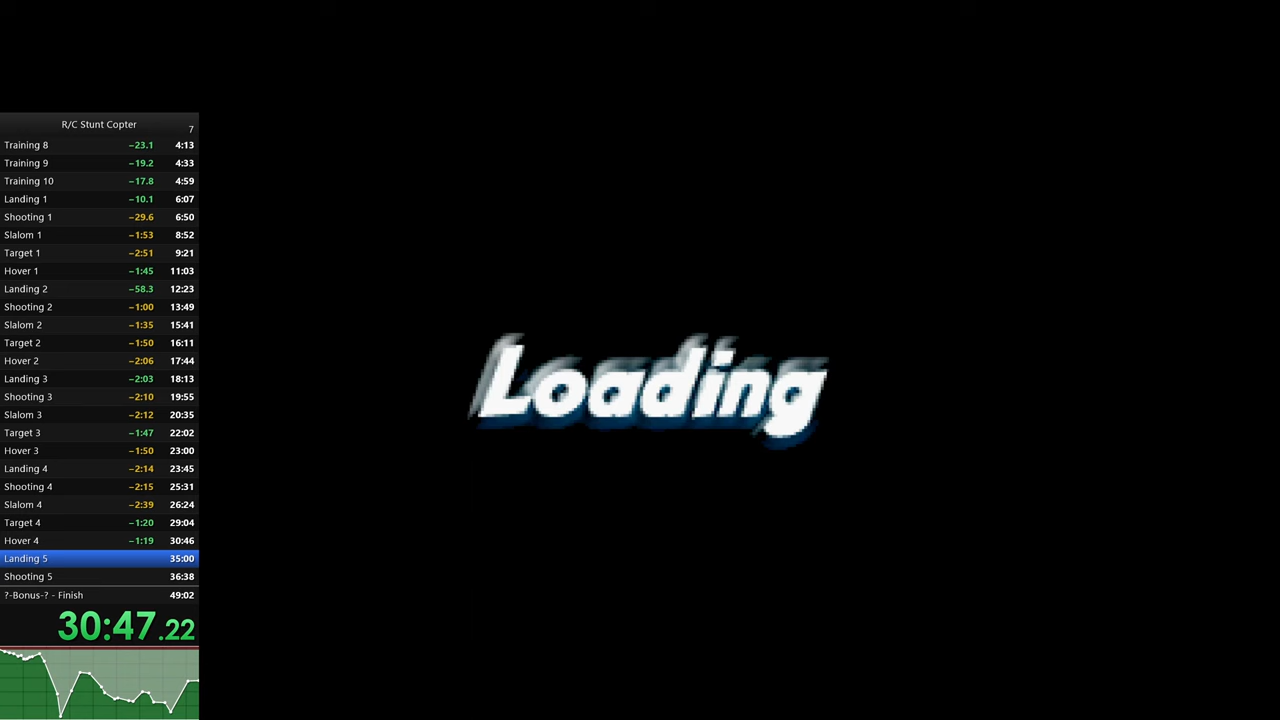 R/C Stunt Copter
7
Training 8 −23.1 4:13
Training 9 −19.2 4:33
Training 10 −17.8 4:59
Landing 1 −10.1 6:07
Shooting 1 −29.6 6:50
Slalom 1 −1:53 8:52
Target 1 −2:51 9:21
Hover 1 −1:45 11:03
Landing 2 −58.3 12:23
Shooting 2 −1:00 13:49
Slalom 2 −1:35 15:41
Target 2 −1:50 16:11
Hover 2 −2:06 17:44
Landing 3 −2:03 18:13
Shooting 3 −2:10 19:55
Slalom 3 −2:12 20:35
Target 3 −1:47 22:02
Hover 3 −1:50 23:00
Landing 4 −2:14 23:45
Shooting 4 −2:15 25:31
Slalom 4 −2:39 26:24
Target 4 −1:20 29:04
Hover 4 −1:19 30:46
Landing 5 35:00
Shooting 5 36:38
?-Bonus-? - Finish 49:02
30:47.22
Loading